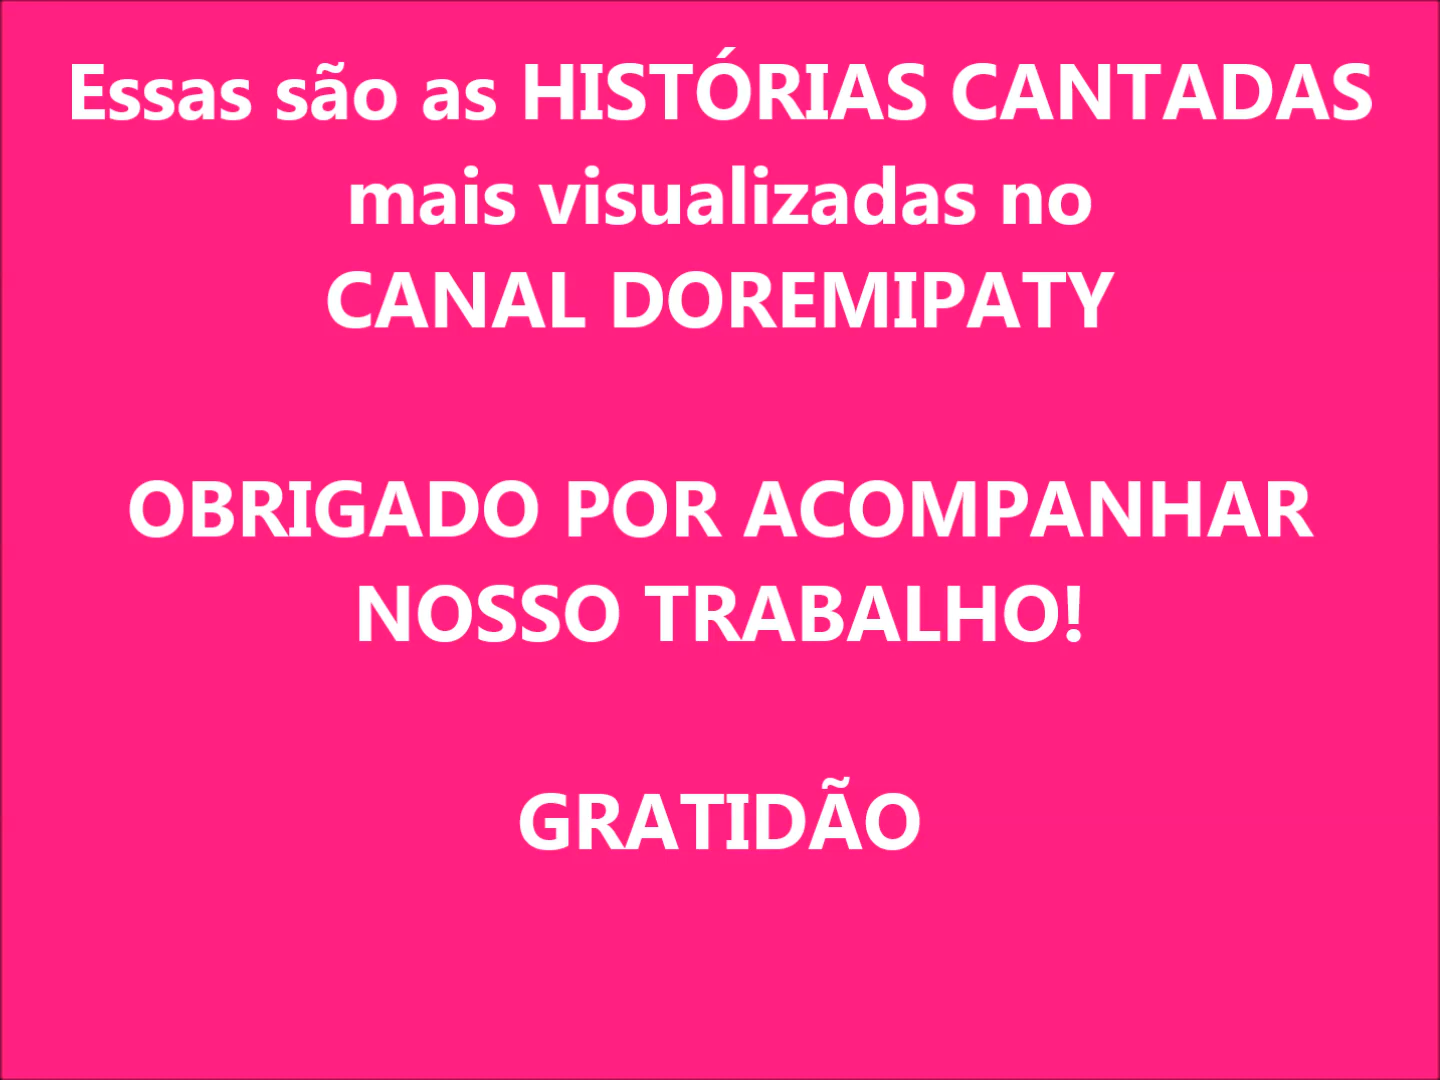 Essas são as HISTÓRIAS CANTADAS
mais visualizadas no
CANAL DOREMIPATY
OBRIGADO POR ACOMPANHAR
NOSSO TRABALHO!
GRATIDÃO